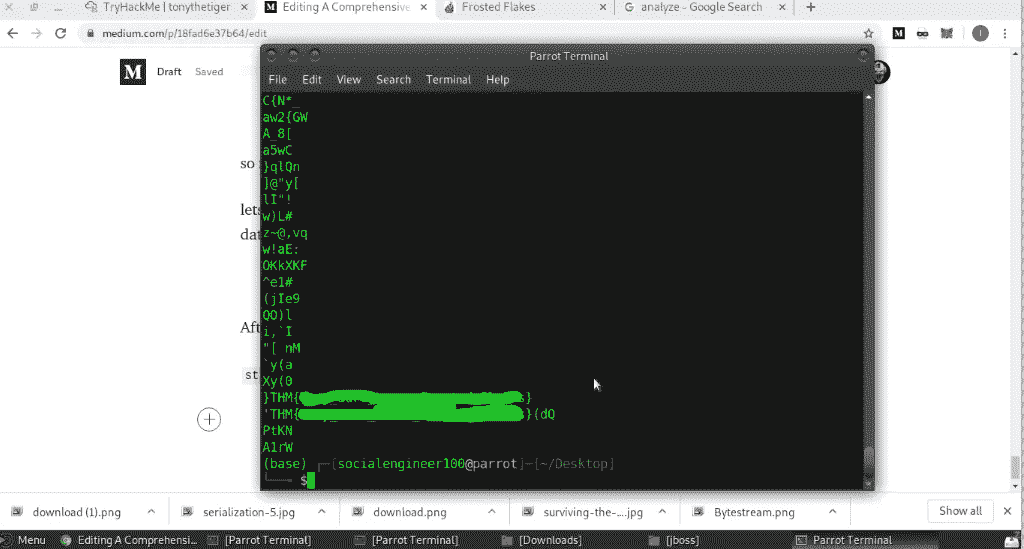 TryHackMe | tonythetiger
Editing A Comprehensive
Frosted Flakes
analyze - Google Search
medium.com/p/18fad6e37b64/edit
M
Draft
Saved
Parrot Terminal
File Edit View Search Terminal Help
so
lets
dat
Aft
st
C{N*_
aw2{GW
A_8[
a5wC
}qlQn
]@"y[
lI"!
w)L#
z~@,vq
w!aE:
OKkXKF
^e1#
(jIe9
QO)l
i,`I
"[ nM
`y(a
Xy(0
}THM{ }
'THM{ }(dQ
PtKN
A1rW
(base) ┌─[socialengineer100@parrot]─[~/Desktop]
└──╼ $
download (1).png
serialization-5.jpg
download.png
surviving-the-....jpg
Bytestream.png
Show all
Menu
Editing A Comprehensi...
[Parrot Terminal]
[Parrot Terminal]
[Downloads]
[jboss]
Parrot Terminal